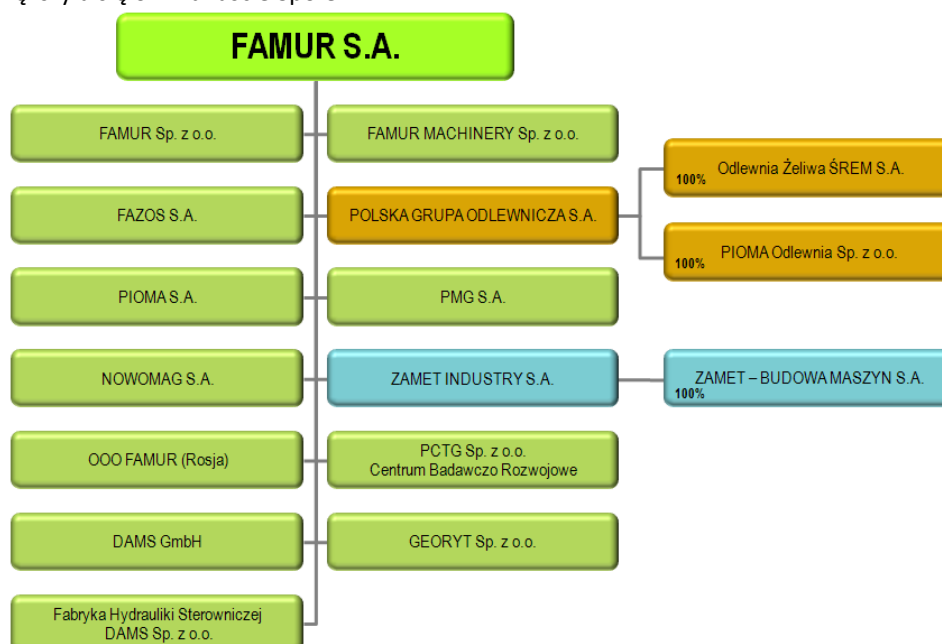 FAMUR S.A.
FAMUR Sp. z o.o.
FAMUR MACHINERY Sp. z o.o.
100% Odlewnia Żeliwa ŚREM S.A.
FAZOS S.A.
POLSKA GRUPA ODLEWNICZA S.A.
100% PIOMA Odlewnia Sp. z o.o.
PIOMA S.A.
PMG S.A.
NOWOMAG S.A.
ZAMET INDUSTRY S.A.
ZAMET – BUDOWA MASZYN S.A.
100%
OOO FAMUR (Rosja)
PCTG Sp. z o.o.
Centrum Badawczo Rozwojowe
DAMS GmbH
GEORYT Sp. z o.o.
Fabryka Hydrauliki Sterowniczej
DAMS Sp. z o.o.